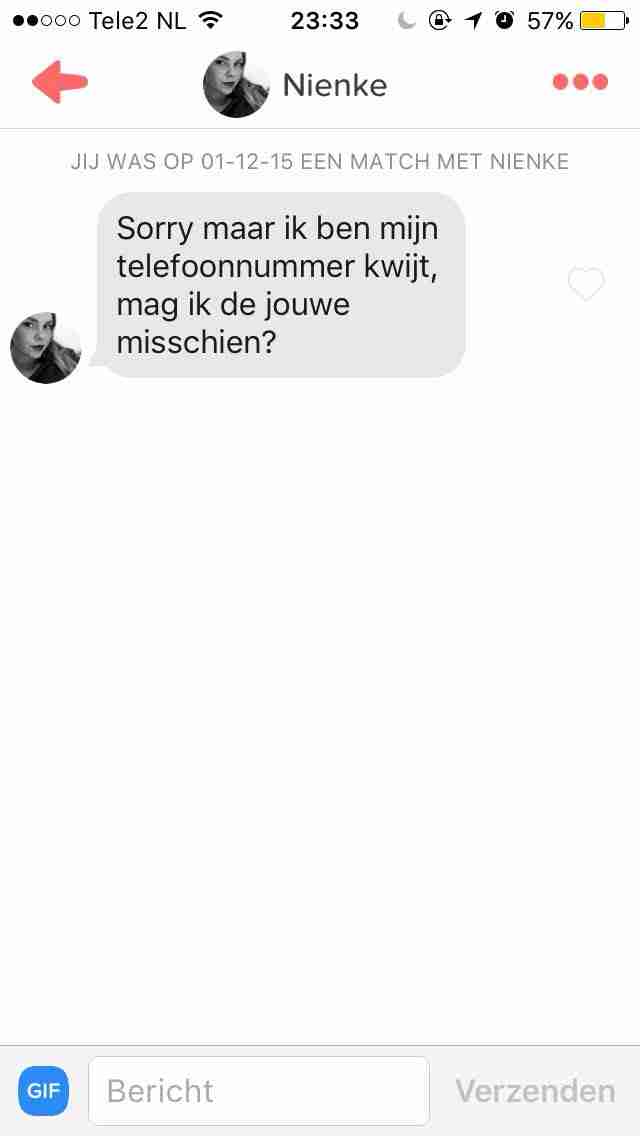 Tele2 NL 23:33 57%
Nienke
JIJ WAS OP 01-12-15 EEN MATCH MET NIENKE
Sorry maar ik ben mijn
telefoonnummer kwijt,
mag ik de jouwe
misschien?
GIF Bericht Verzenden